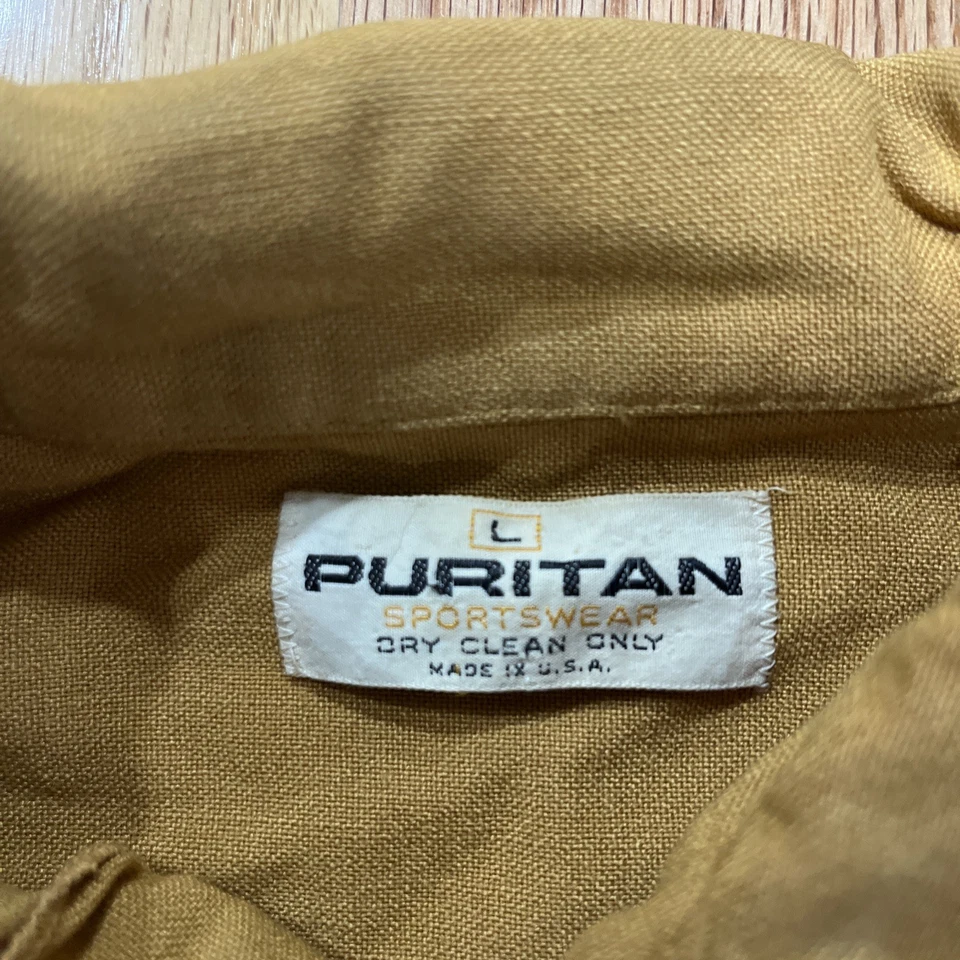 L
PURITAN
SPORTSWEAR
DRY CLEAN ONLY
MADE IN U.S.A.